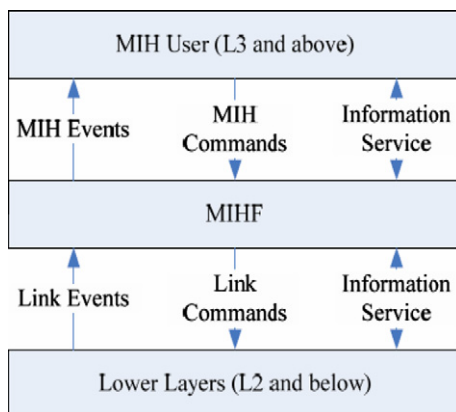 MIH User (L3 and above)
MIH Events
MIH
Commands
Information
Service
MIHF
Link Events
Link
Commands
Information
Service
Lower Layers (L2 and below)